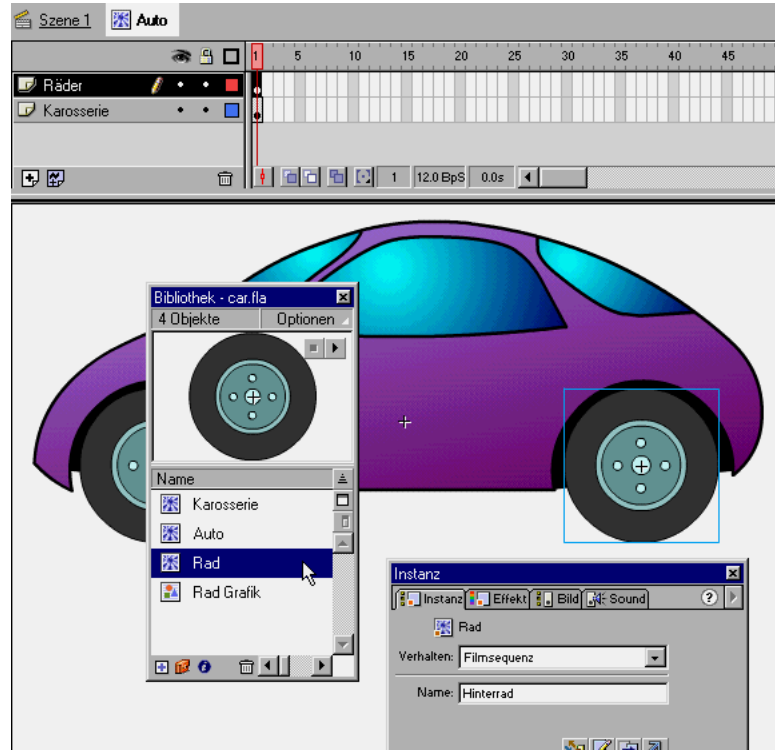 Szene 1 Auto
1 5 10 15 20 25 30 35 40 45
Räder
Karosserie
1 12.0 BpS 0.0s
Bibliothek - car.fla
4 Objekte Optionen
Name
Karosserie
Auto
Rad
Rad Grafik
Instanz
Instanz Effekt Bild Sound ?
Rad
Verhalten: Filmsequenz
Name: Hinterrad